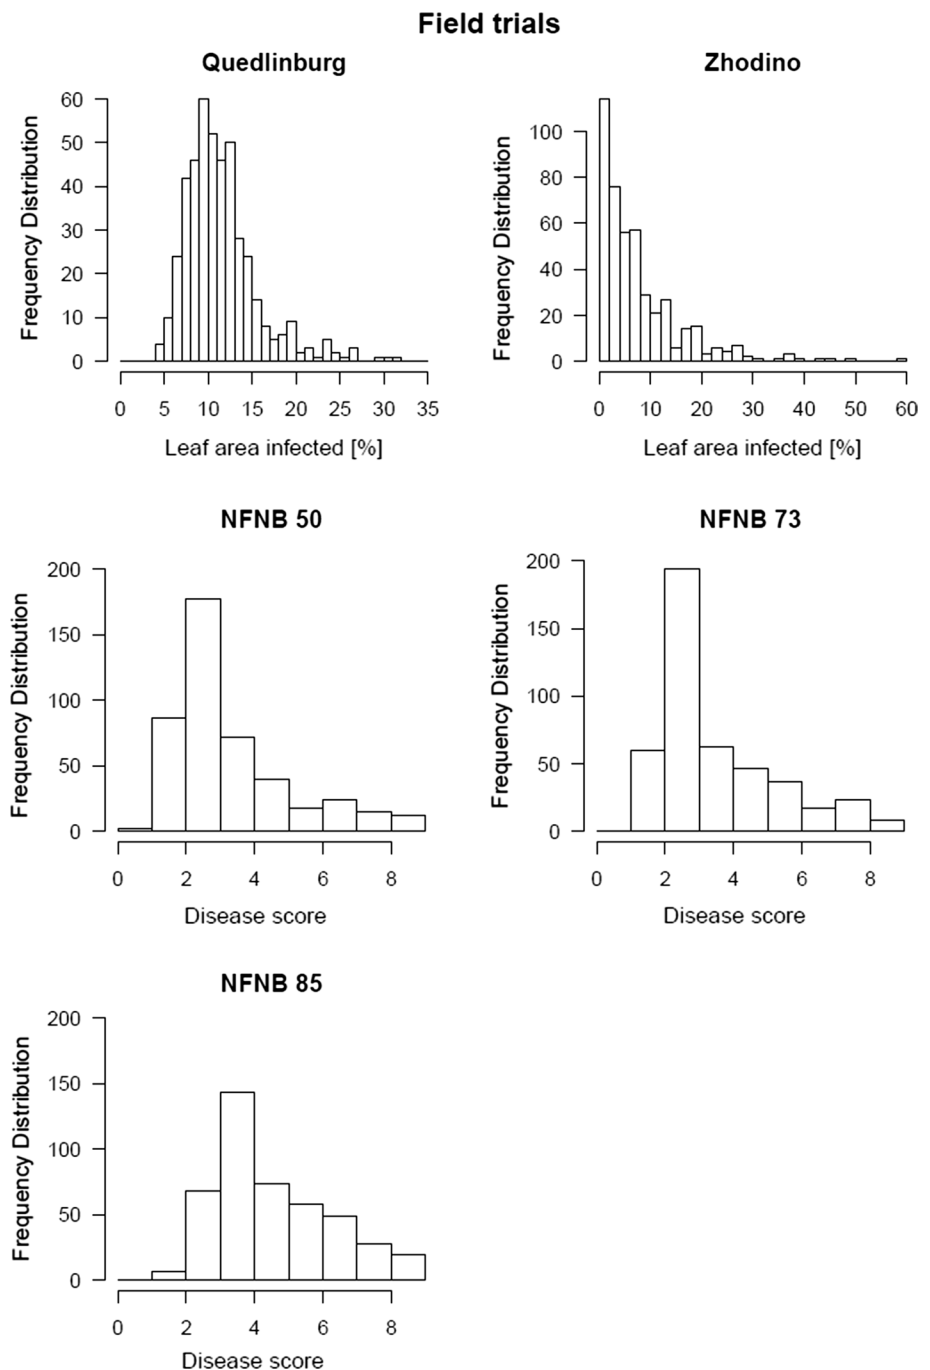 Field trials
Quedlinburg
Frequency Distribution
60
50
40
30
20
10
0
0 5 10 15 20 25 30 35
Leaf area infected [%]
Zhodino
Frequency Distribution
100
80
60
40
20
0
0 10 20 30 40 50 60
Leaf area infected [%]
NFNB 50
Frequency Distribution
200
150
100
50
0
0 2 4 6 8
Disease score
NFNB 73
Frequency Distribution
200
150
100
50
0
0 2 4 6 8
Disease score
NFNB 85
Frequency Distribution
200
150
100
50
0
0 2 4 6 8
Disease score